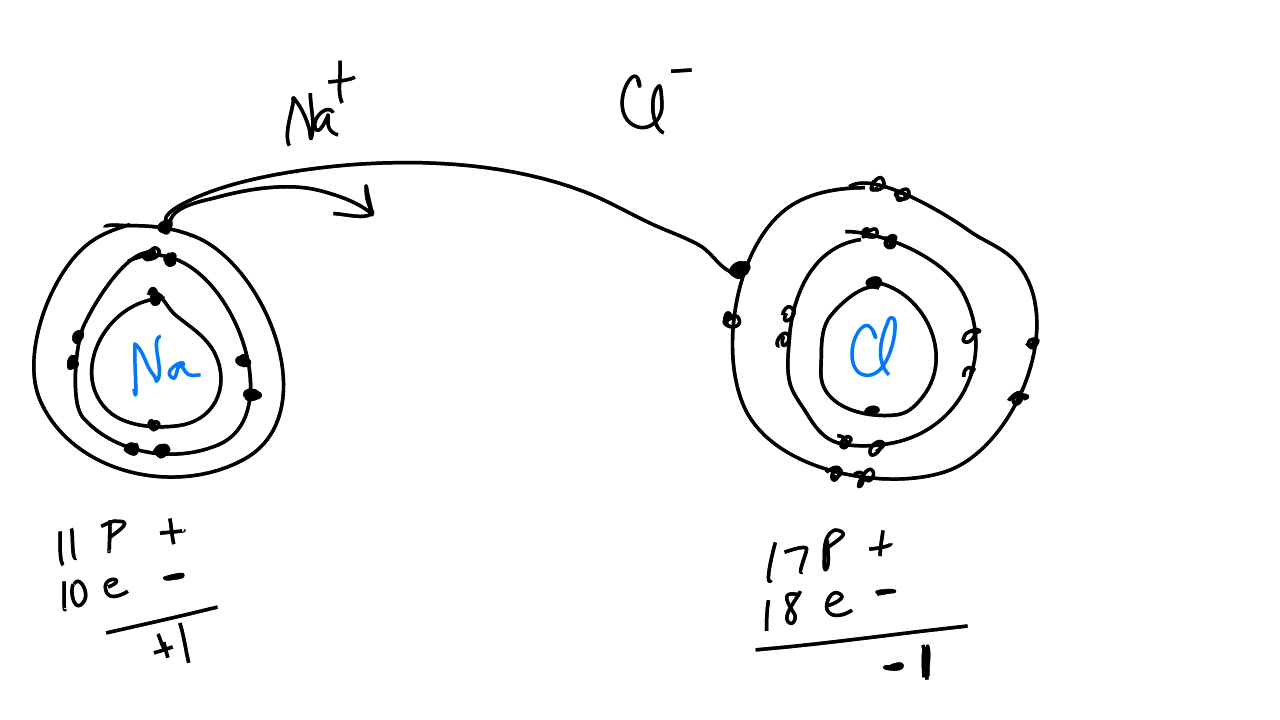 Na+
Cl-
Na
Cl
11 P +
10 e -
+1
17 P +
18 e -
-1